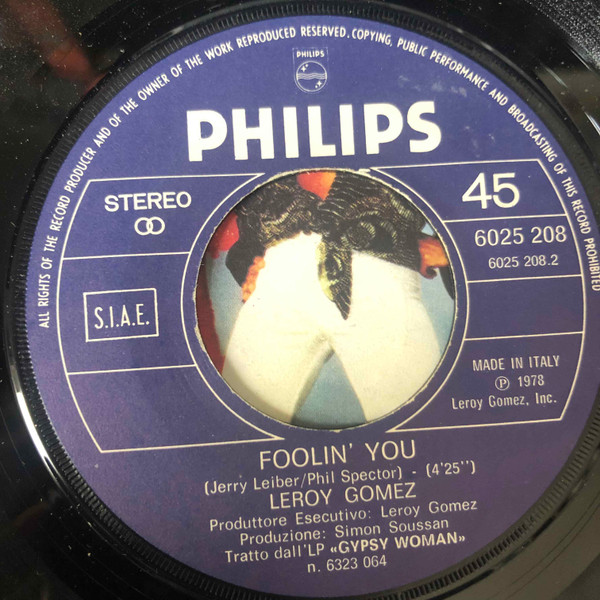 ALL RIGHTS OF THE RECORD PRODUCER AND OF THE OWNER OF THE WORK REPRODUCED RESERVED. COPYING, PUBLIC PERFORMANCE AND BROADCASTING OF THIS RECORD PROHIBITED
PHILIPS
PHILIPS
STEREO
45
6025 208
6025 208.2
S.I.A.E.
MADE IN ITALY
℗ 1978
Leroy Gomez, Inc.
FOOLIN' YOU
(Jerry Leiber/Phil Spector) - (4'25'')
LEROY GOMEZ
Produttore Esecutivo: Leroy Gomez
Produzione: Simon Soussan
Tratto dall'LP «GYPSY WOMAN»
n. 6323 064